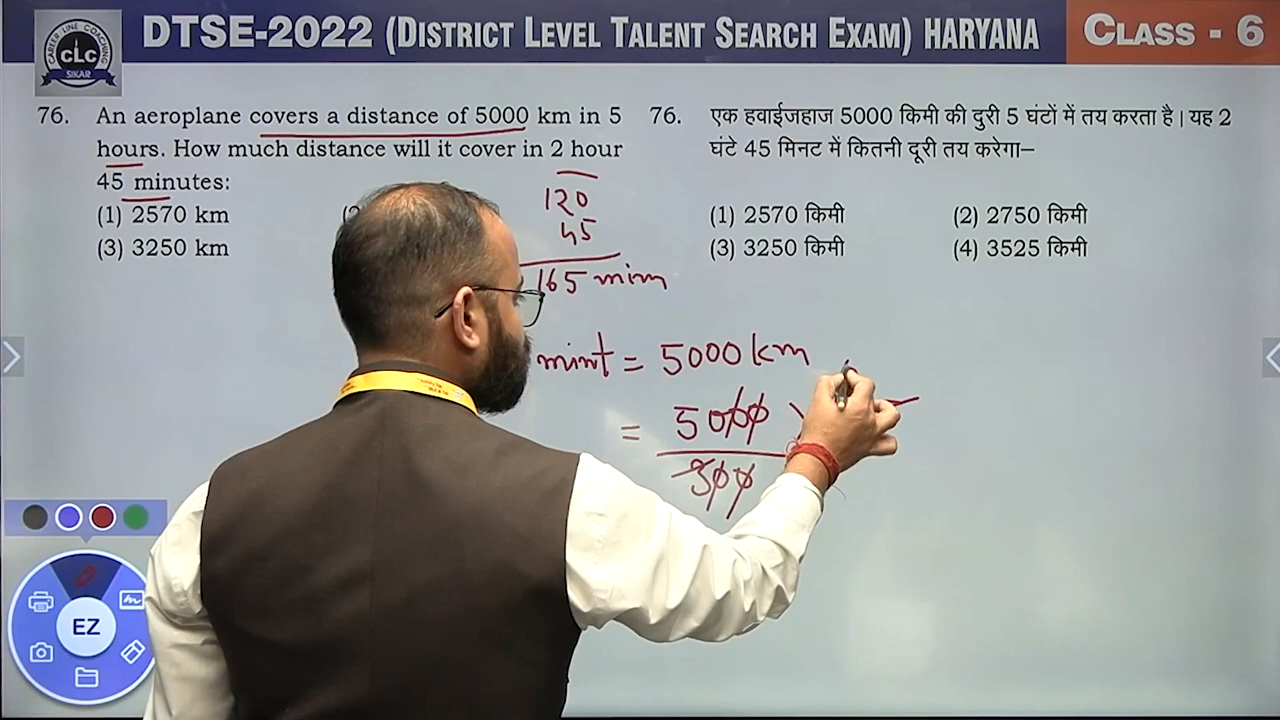 DTSE-2022 (DISTRICT LEVEL TALENT SEARCH EXAM) HARYANA
CLASS - 6
CAREER LINE COACHING
CLC
SIKAR
76. An aeroplane covers a distance of 5000 km in 5
hours. How much distance will it cover in 2 hour
45 minutes:
(1) 2570 km
(3) 3250 km
76. एक हवाईजहाज 5000 किमी की दुरी 5 घंटों में तय करता है। यह 2
घंटे 45 मिनट में कितनी दूरी तय करेगा–
(1) 2570 किमी (2) 2750 किमी
(3) 3250 किमी (4) 3525 किमी
120
45
165 mim
mint = 5000 km
= 5000
300
EZ